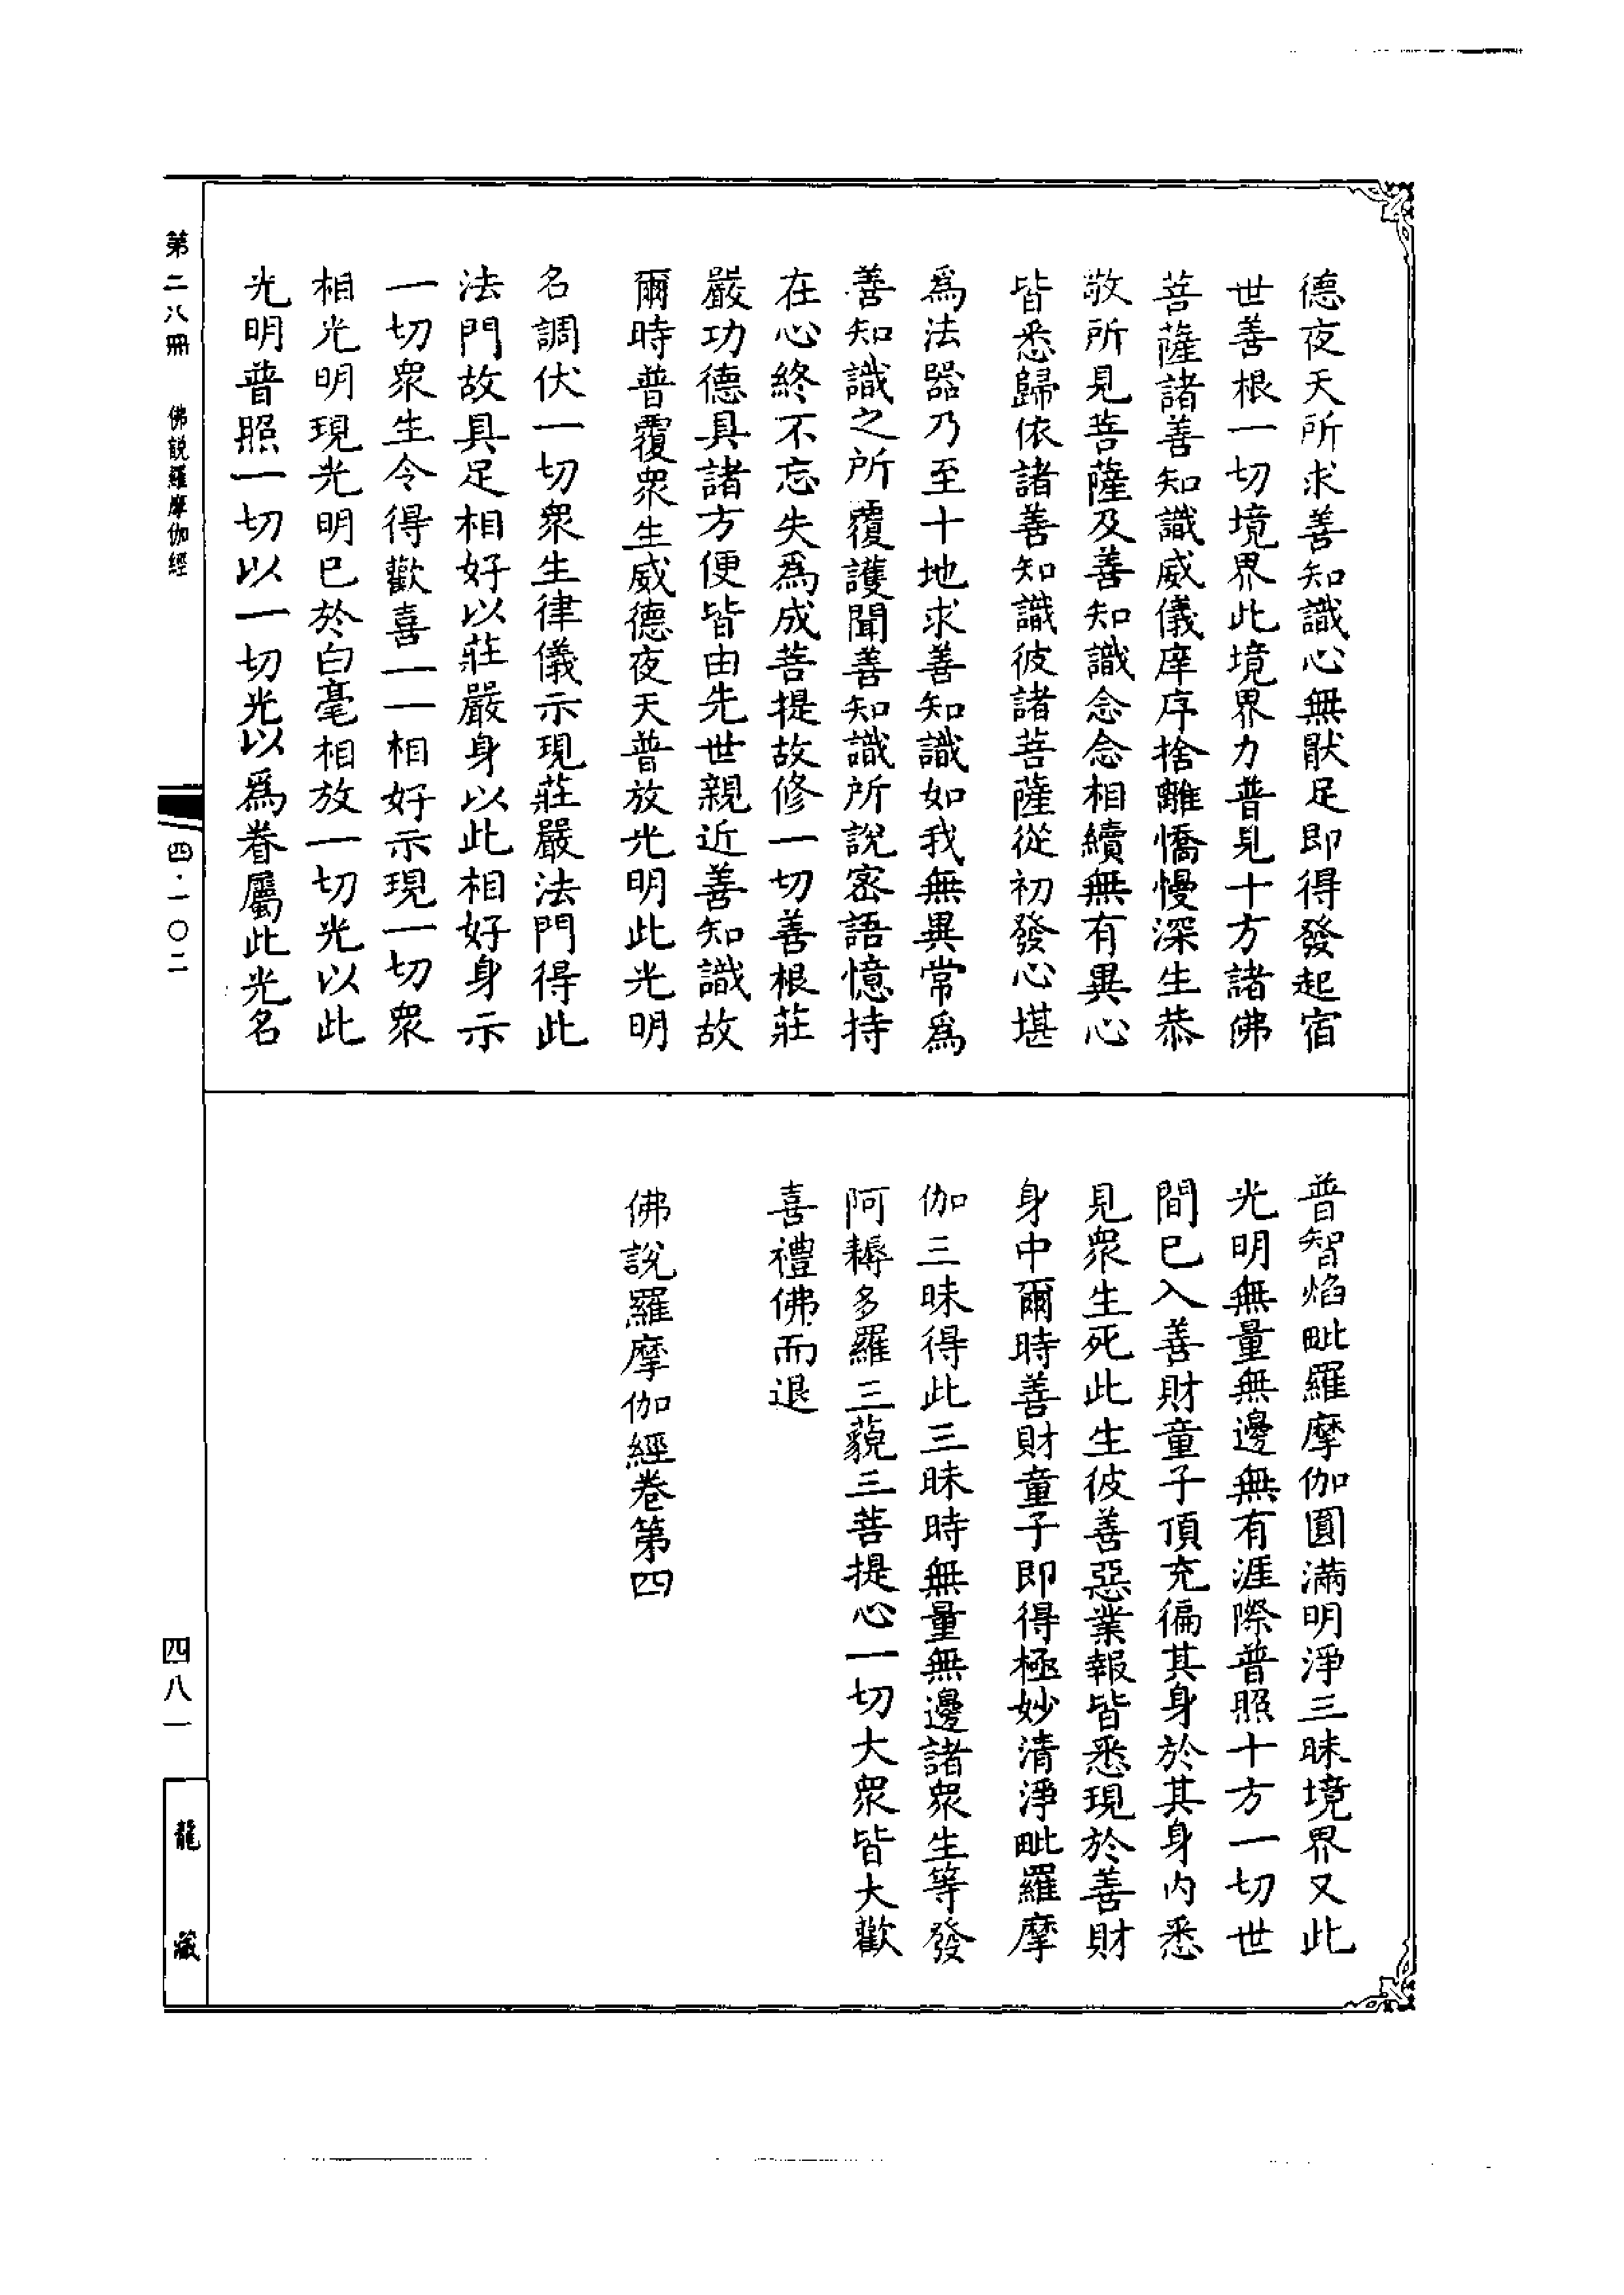 德夜天所求善知識心無厭足即得發起宿
世善根一切境界此境界力普見十方諸佛
菩薩諸善知識威儀庠序捨離憍慢深生恭
敬所見菩薩及善知識念念相續無有異心
皆悉歸依諸善知識彼諸菩薩從初發心堪
爲法器乃至十地求善知識如我無異常爲
善知識之所覆護聞善知識所說密語憶持
在心終不忘失爲成菩提故修一切善根莊
嚴功德具諸方便皆由先世親近善知識故
爾時普覆衆生威德夜天普放光明此光明
名調伏一切衆生律儀示現莊嚴法門得此
法門故具足相好以莊嚴身以此相好身示
一切衆生令得歡喜一一相好示現一切衆
相光明現光明已於白毫相放一切光以此
光明普照一切以一切光以爲眷屬此光名
普智焰毗羅摩伽圓滿明淨三昧境界又此
光明無量無邊無有涯際普照十方一切世
間已入善財童子頂充徧其身於其身內悉
見衆生死此生彼善惡業報皆悉現於善財
身中爾時善財童子即得極妙清淨毗羅摩
伽三昧得此三昧時無量無邊諸衆生等發
阿耨多羅三藐三菩提心一切大衆皆大歡
喜禮佛而退
佛說羅摩伽經卷第四
第二八冊 佛說羅摩伽經
四·一〇二
四八一
龍藏